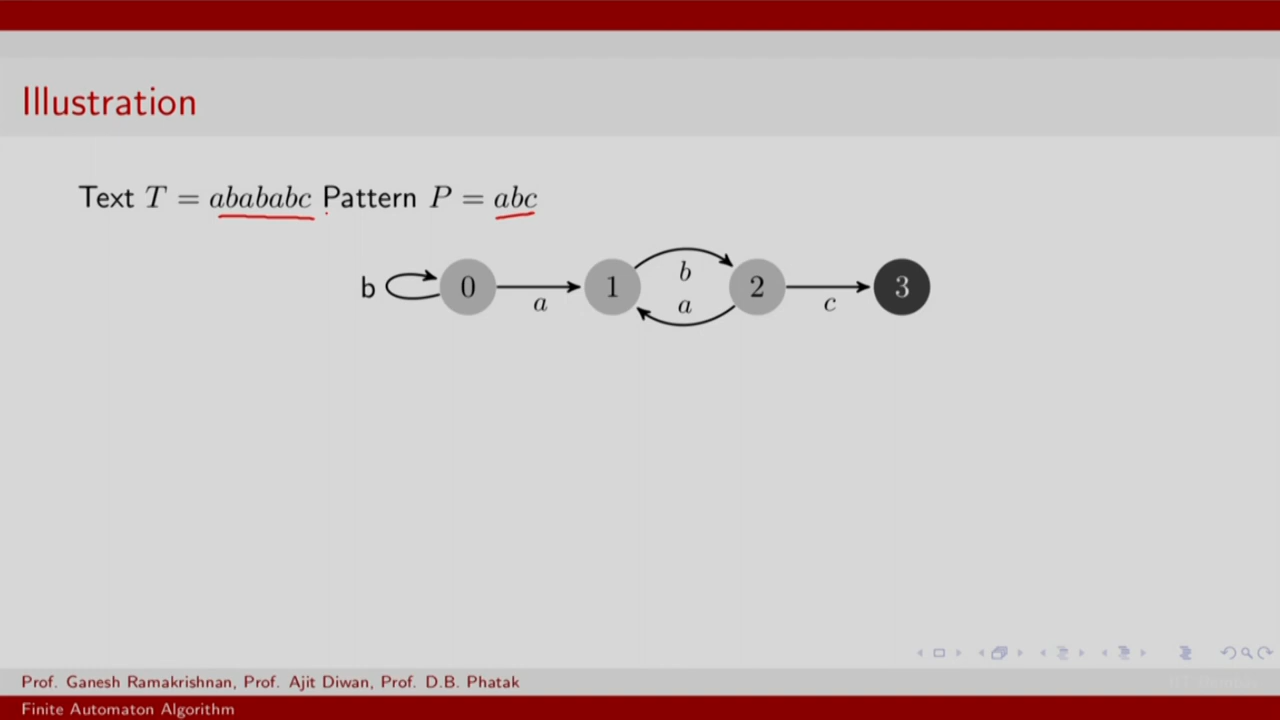 Illustration
Text T = abababc Pattern P = abc
b 0 a 1 b a 2 c 3
Prof. Ganesh Ramakrishnan, Prof. Ajit Diwan, Prof. D.B. Phatak
Finite Automaton Algorithm